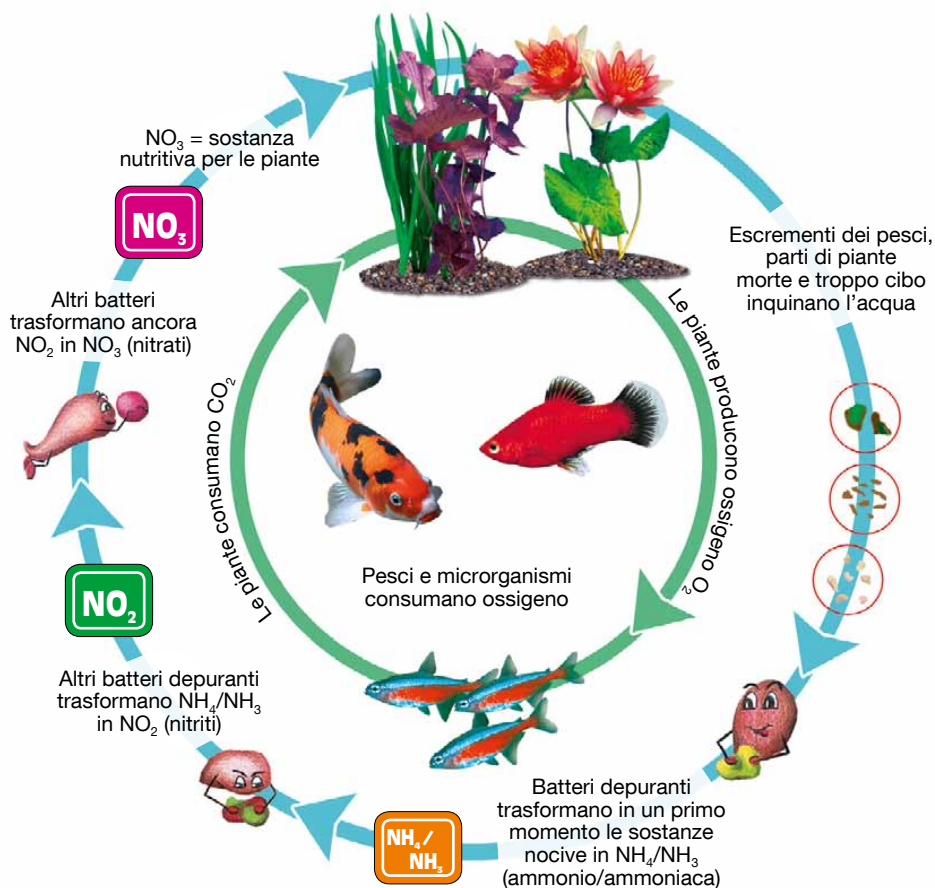 NO₃ = sostanza
nutritiva per le piante
NO₃
Altri batteri
trasformano ancora
NO₂ in NO₃ (nitrati)
Escrementi dei pesci,
parti di piante
morte e troppo cibo
inquinano l’acqua
Le piante consumano CO₂
Le piante producono ossigeno O₂
Pesci e microrganismi
consumano ossigeno
NO₂
Altri batteri depuranti
trasformano NH₄/NH₃
in NO₂ (nitriti)
NH₄/
NH₃
Batteri depuranti
trasformano in un primo
momento le sostanze
nocive in NH₄/NH₃
(ammonio/ammoniaca)